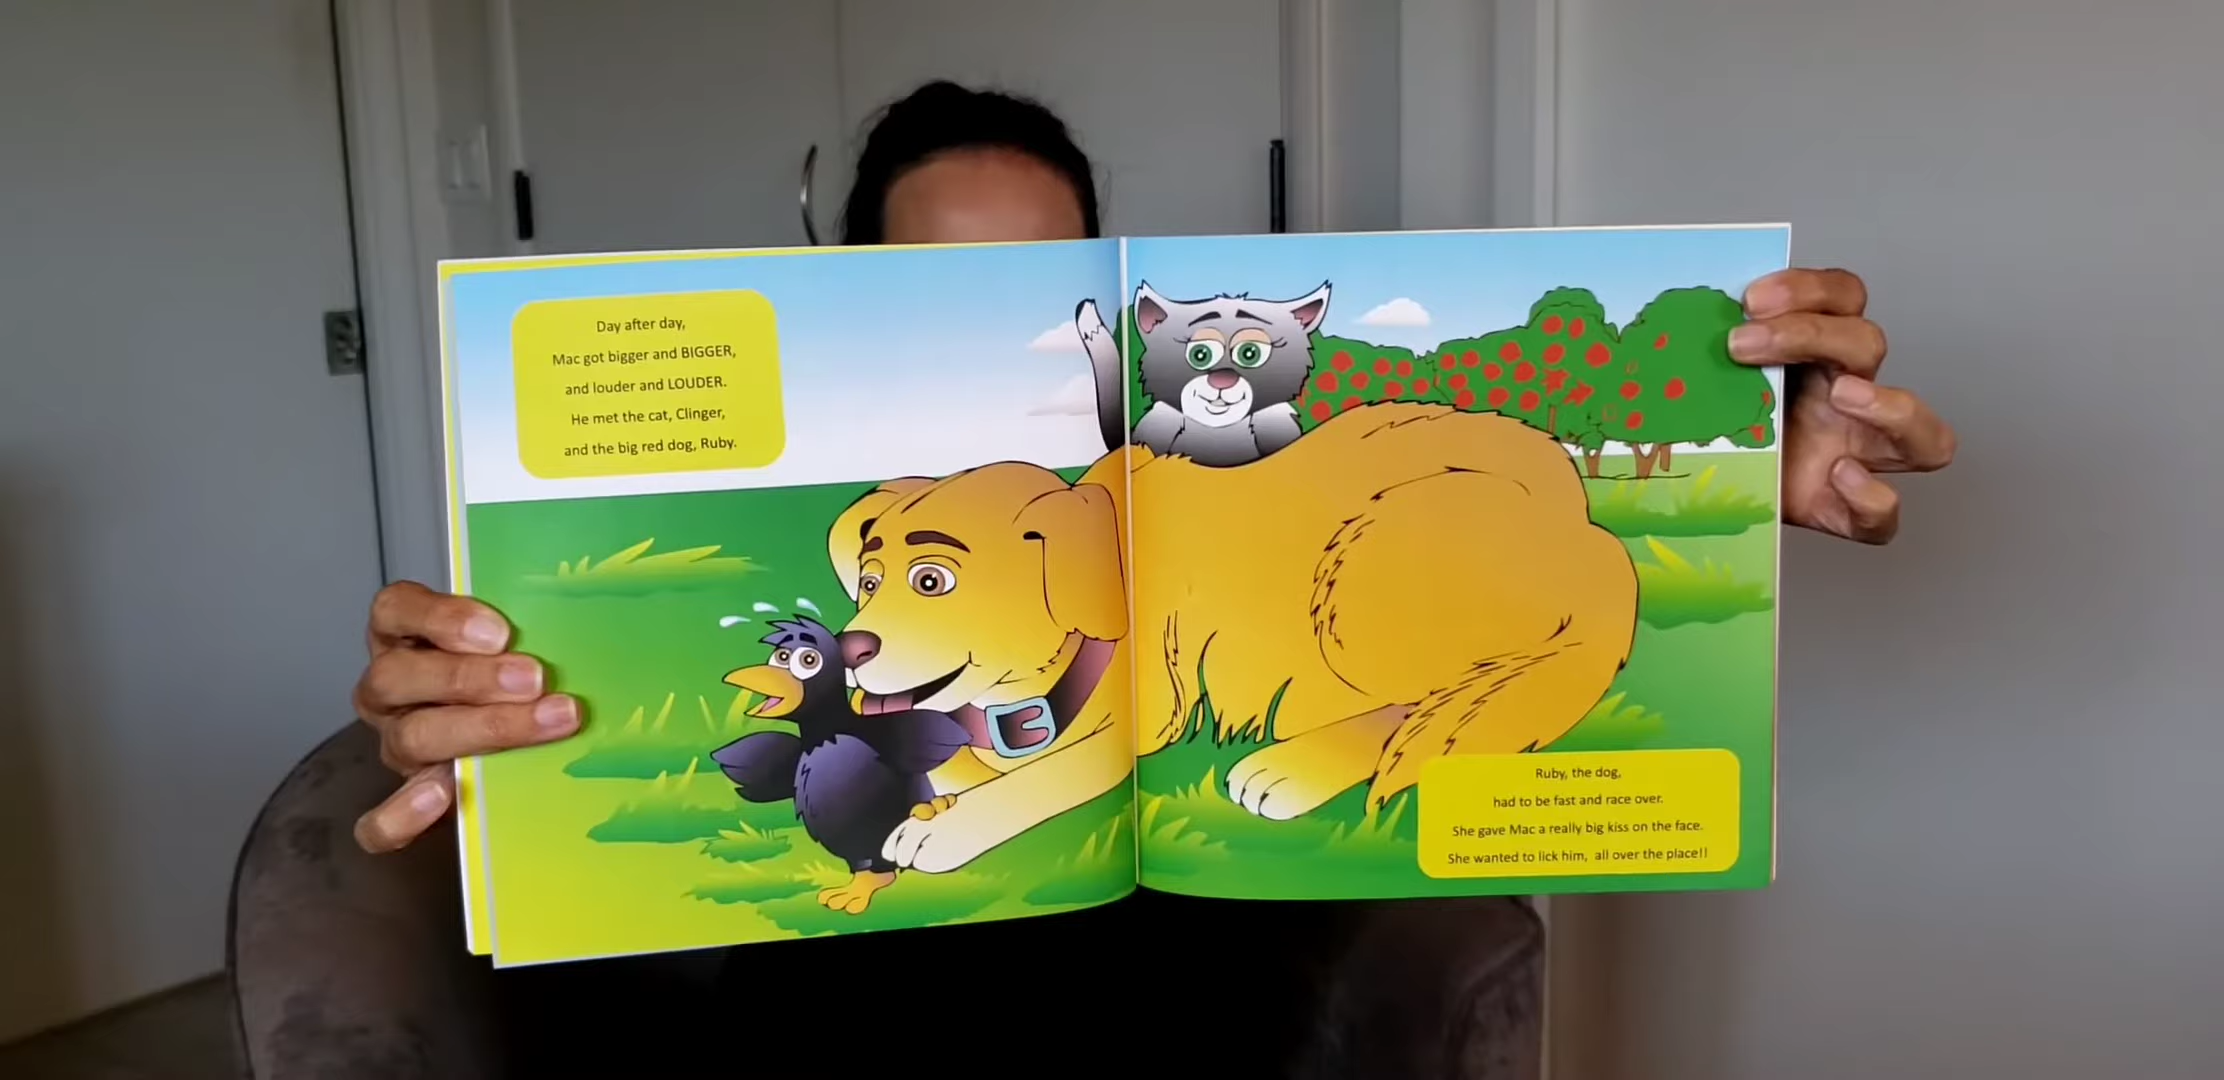 Day after day,
Mac got bigger and BIGGER,
and louder and LOUDER.
He met the cat, Clinger,
and the big red dog, Ruby.
Ruby, the dog,
had to be fast and race over.
She gave Mac a really big kiss on the face.
She wanted to lick him, all over the place!!